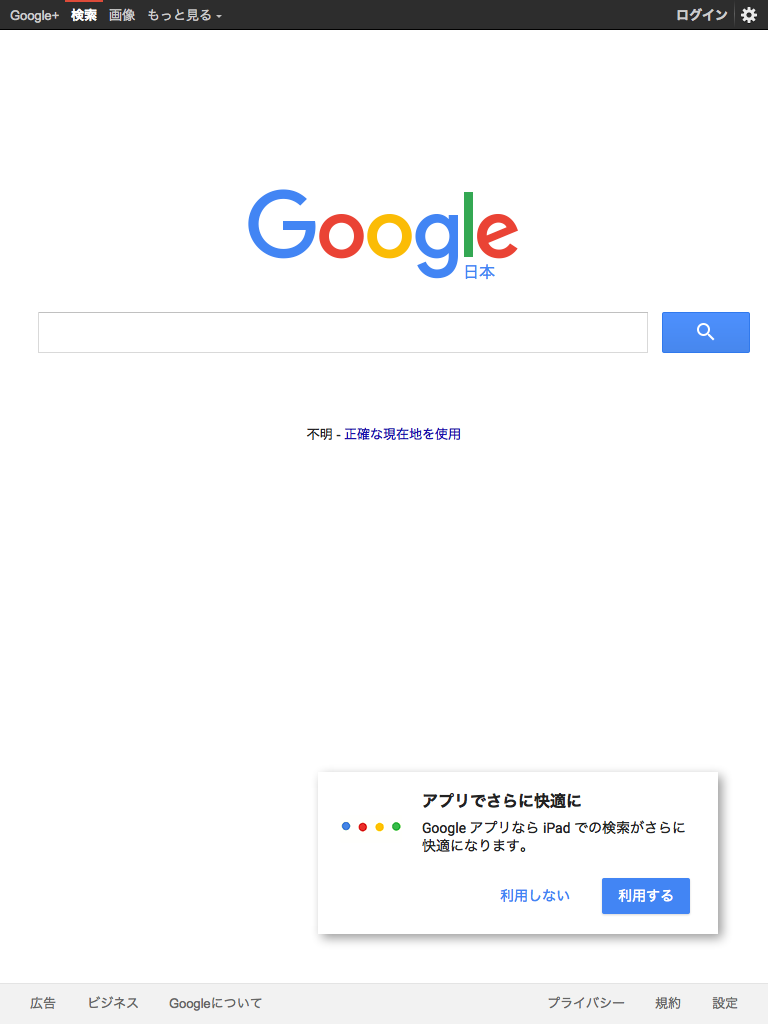 Google+ 検索 画像 もっと見る ログイン
Google
日本
不明 - 正確な現在地を使用
アプリでさらに快適に
Google アプリなら iPad での検索がさらに
快適になります。
利用しない 利用する
広告 ビジネス Googleについて プライバシー 規約 設定